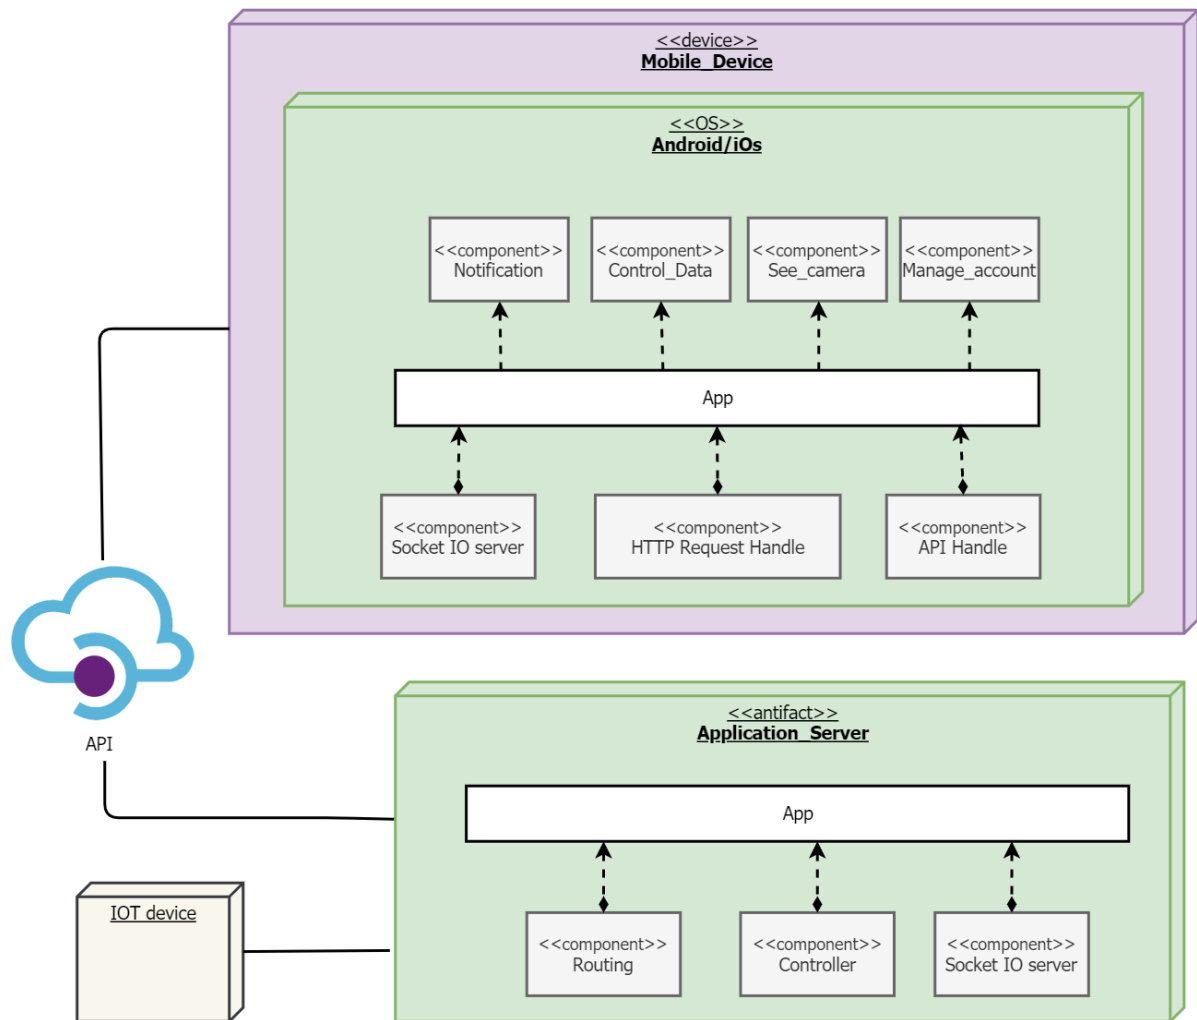 <<device>>
Mobile_Device
<<OS>>
Android/iOs
<<component>>
Notification
<<component>>
Control_Data
<<component>>
See_camera
<<component>>
Manage_account
App
<<component>>
Socket IO server
<<component>>
HTTP Request Handle
<<component>>
API Handle
API
<<antifact>>
Application_Server
App
IOT device
<<component>>
Routing
<<component>>
Controller
<<component>>
Socket IO server